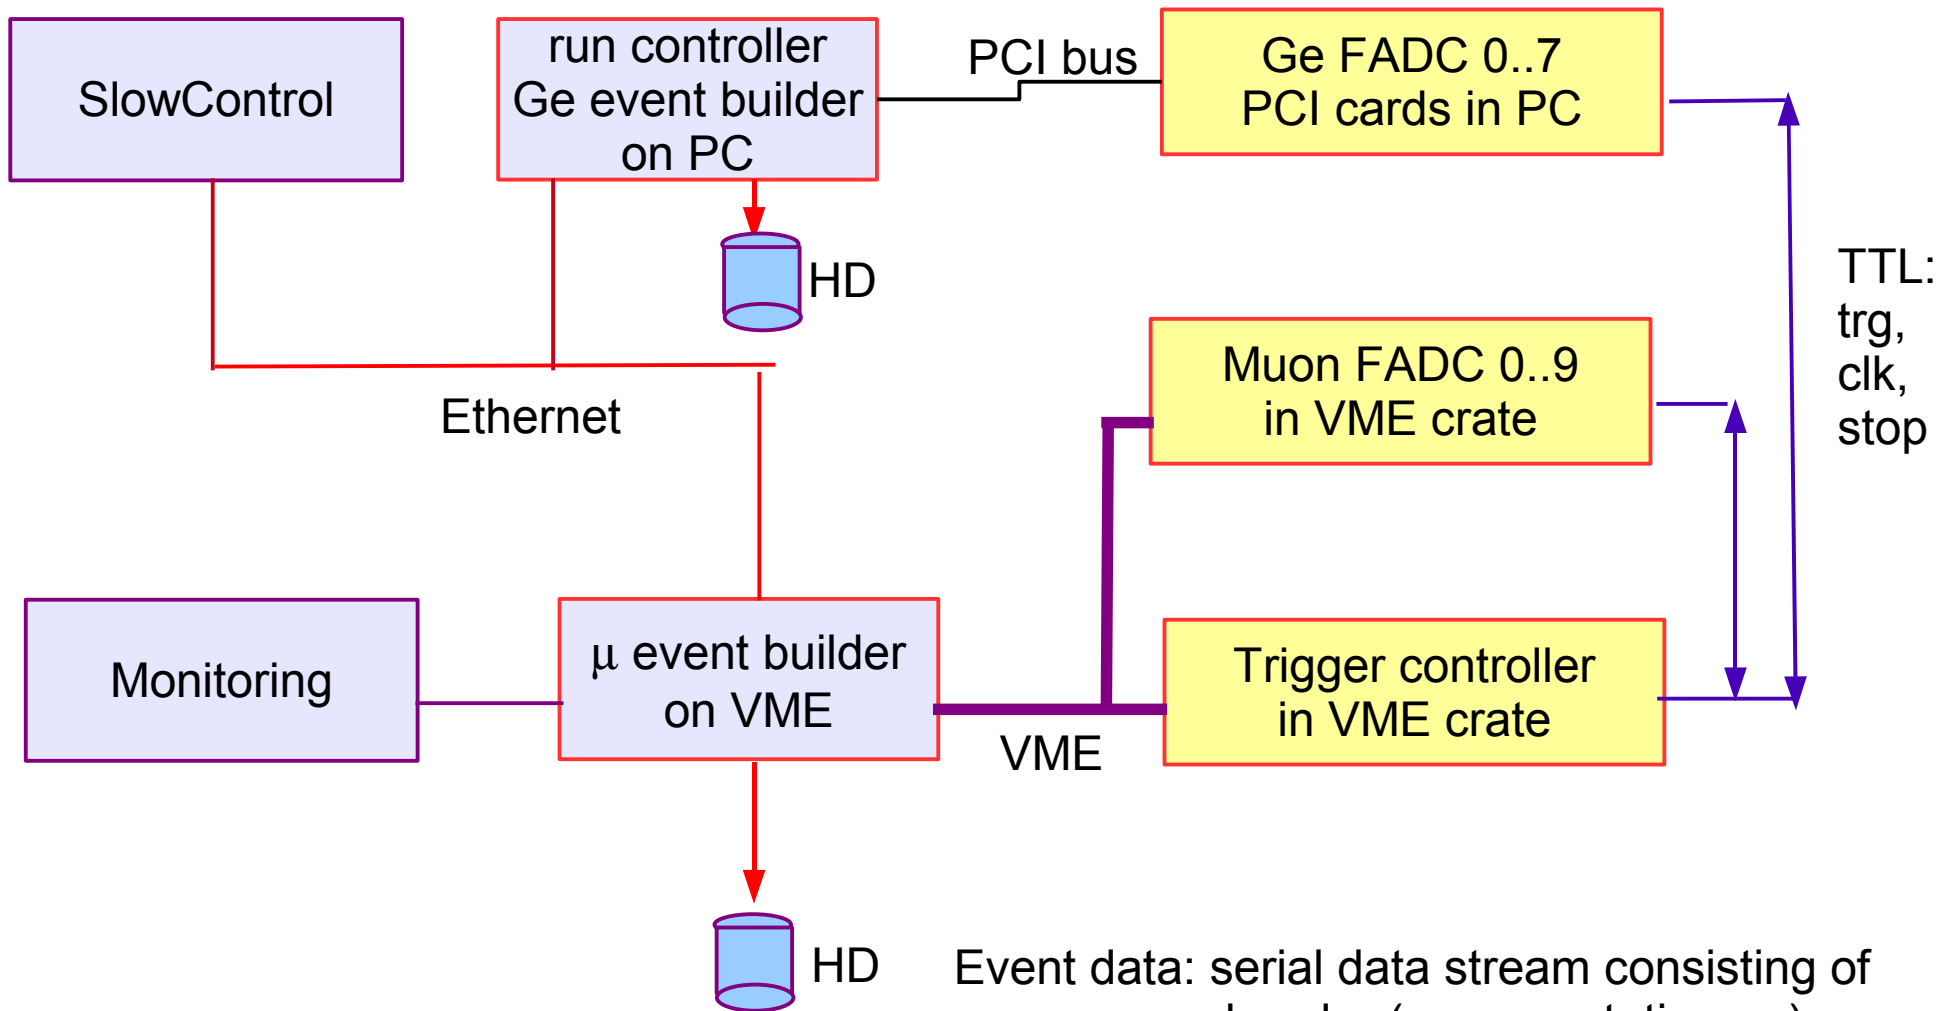 SlowControl
run controller
Ge event builder
on PC
PCI bus
Ge FADC 0..7
PCI cards in PC
HD
TTL:
trg,
clk,
stop
Ethernet
Muon FADC 0..9
in VME crate
Monitoring
µ event builder
on VME
VME
Trigger controller
in VME crate
HD
Event data: serial data stream consisting of